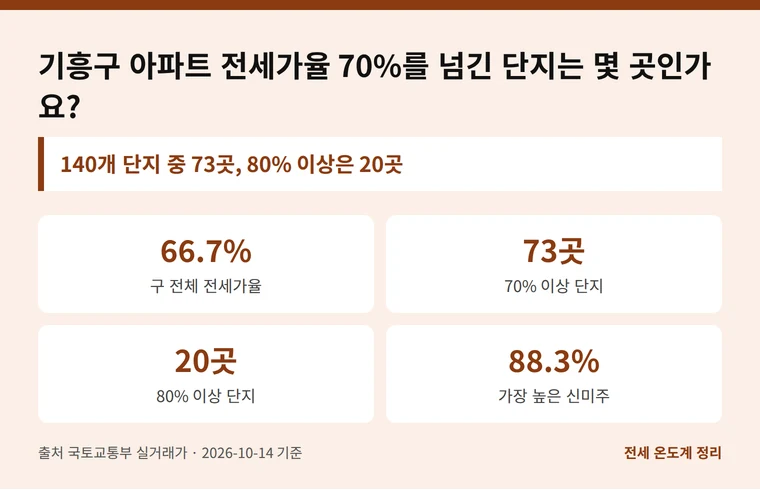 기흥구 아파트 전세가율 70%를 넘긴 단지는 몇 곳인가
요?
140개 단지 중 73곳, 80% 이상은 20곳
66.7%
구 전체 전세가율
73곳
70% 이상 단지
20곳
80% 이상 단지
88.3%
가장 높은 신미주
출처 국토교통부 실거래가 · 2026-10-14 기준
전세 온도계 정리